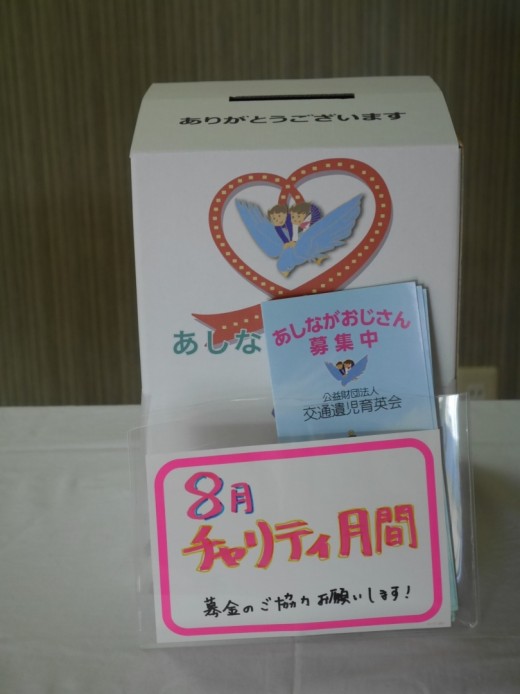 ありがとうございます
あしな
あしながおじさん
募集中
公益財団法人
交通遺児育英会
8月
チャリティ月間
募金のご協力お願いします!